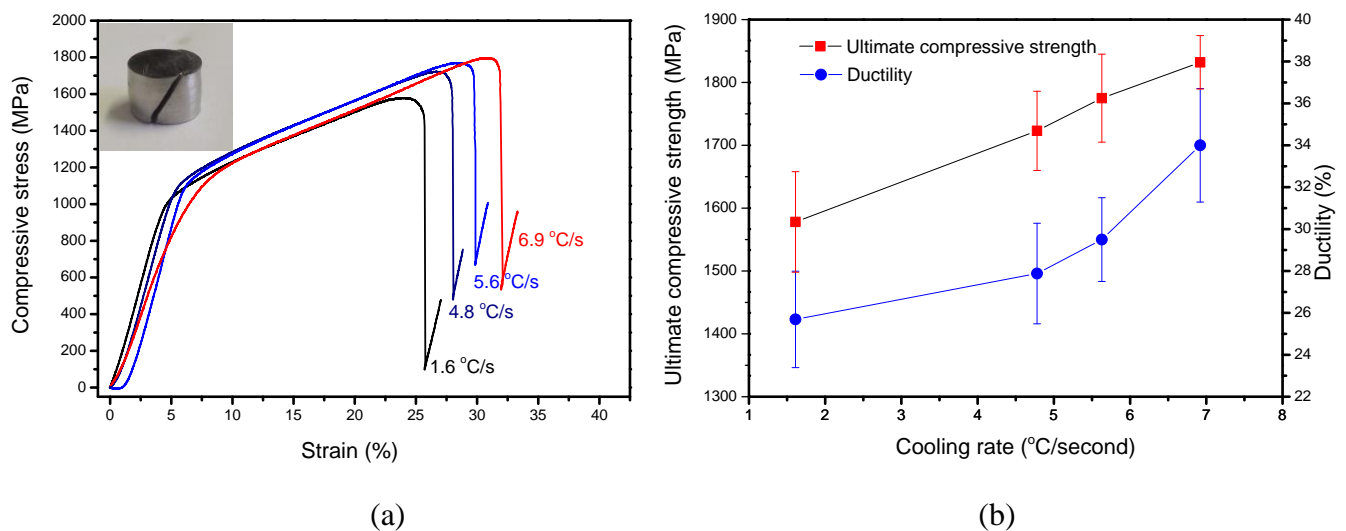 Compressive stress (MPa)
2000
1800
1600
1400
1200
1000
800
600
400
200
0
6.9 °C/s
5.6 °C/s
4.8 °C/s
1.6 °C/s
0 5 10 15 20 25 30 35 40
Strain (%)
(a)
Ultimate compressive strength (MPa)
1900
1800
1700
1600
1500
1400
1300
Ultimate compressive strength
Ductility
40
38
36
34
32
30
28
26
24
22
Ductility (%)
1 2 3 4 5 6 7 8
Cooling rate (°C/second)
(b)